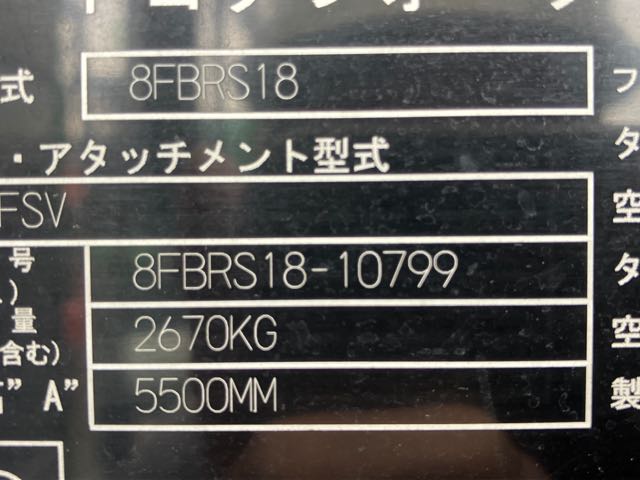 式 8FBRS18 フ
・アタッチメント型式 タ
FSV 空
号 8FBRS18-10799 タ
量 2670KG 空
含む)
"A" 5500MM 製